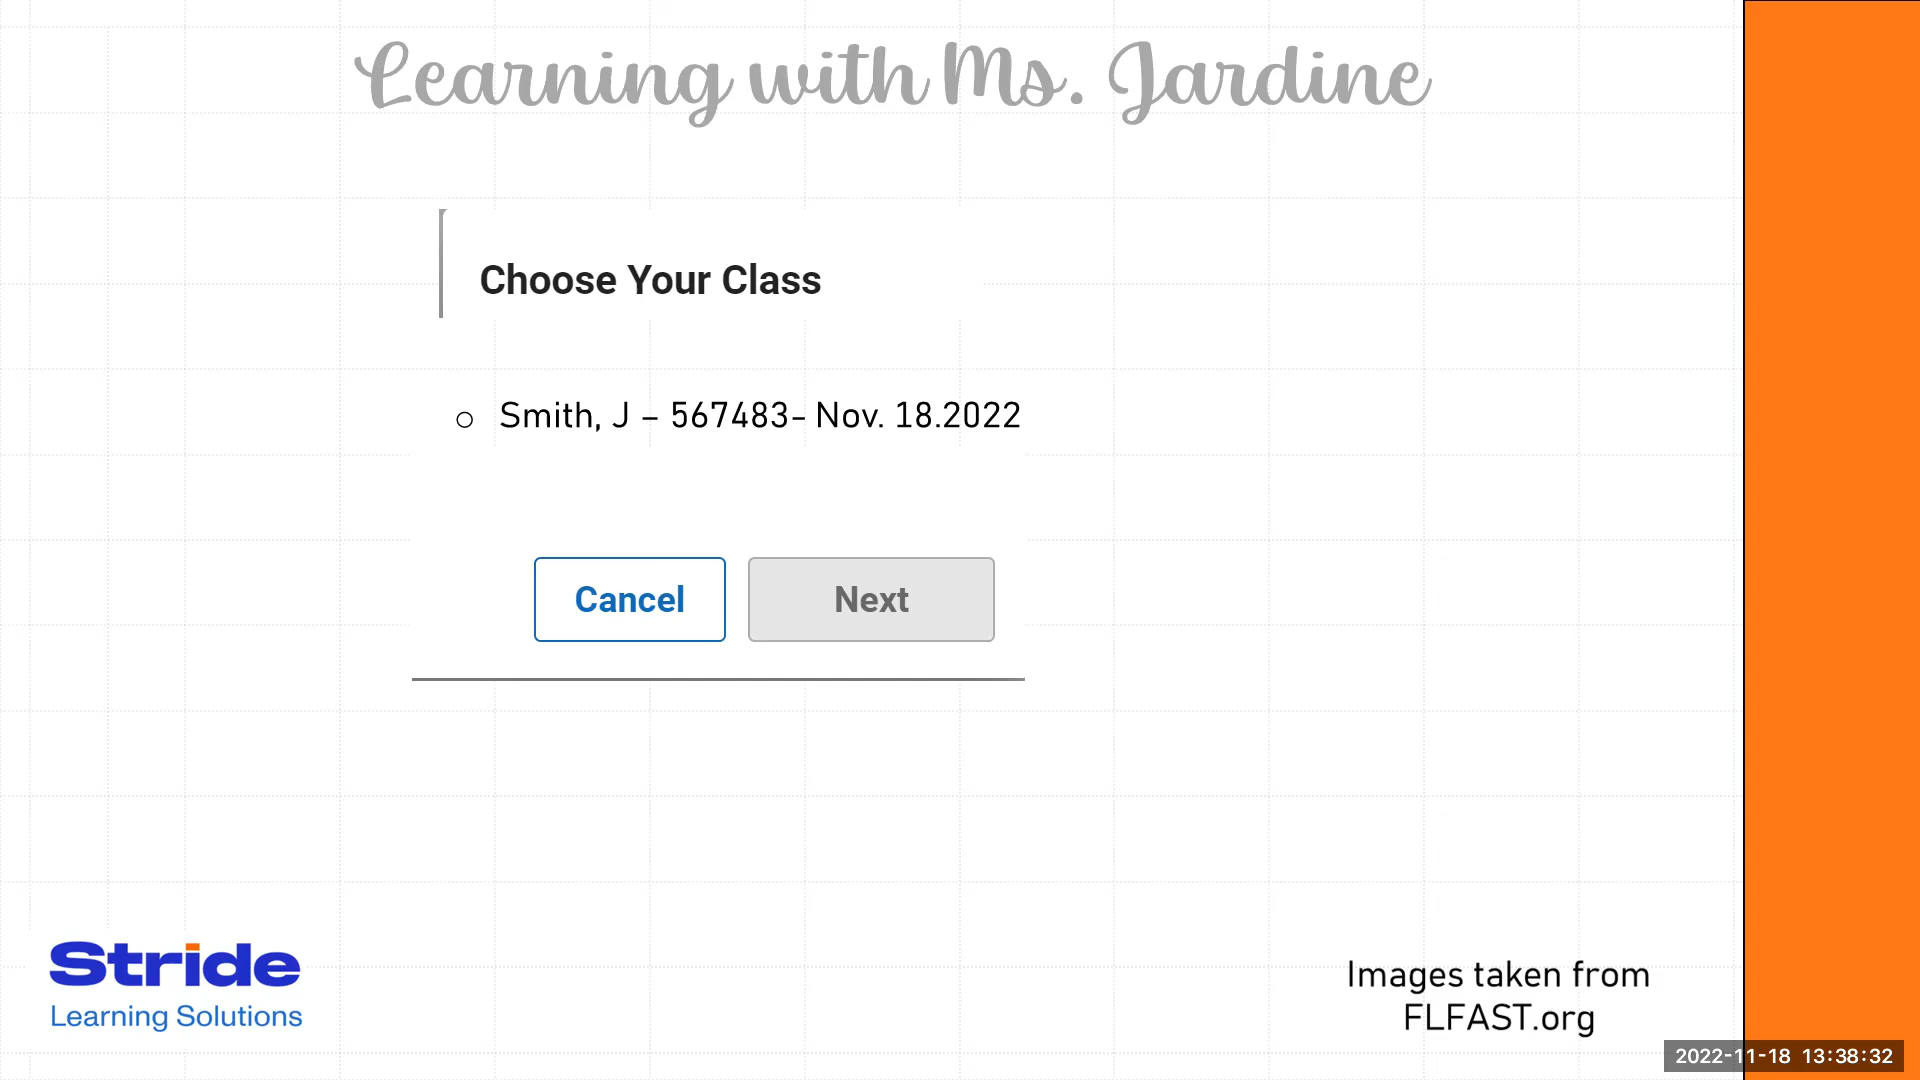 Learning with Ms. Jardine
Choose Your Class
Smith, J – 567483– Nov. 18.2022
Cancel
Next
Stride
Learning Solutions
Images taken from
FLFAST.org
2022-11-18 13:38:32